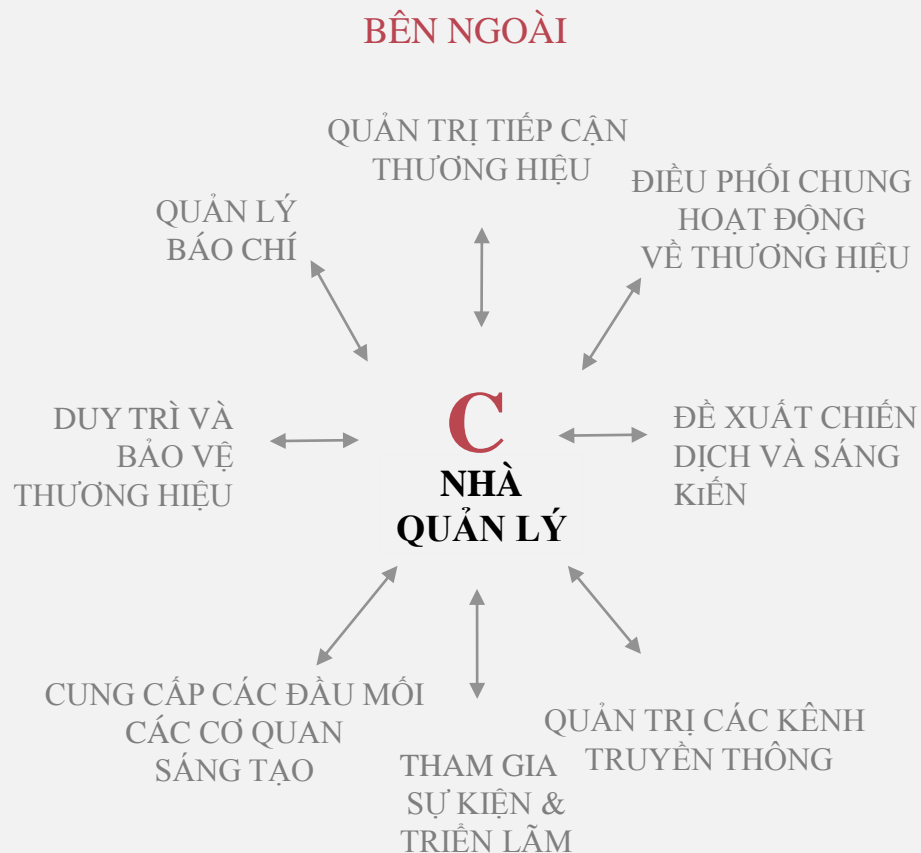 BÊN NGOÀI
QUẢN TRỊ TIẾP CẬN
THƯƠNG HIỆU
ĐIỀU PHỐI CHUNG
HOẠT ĐỘNG
VỀ THƯƠNG HIỆU
QUẢN LÝ
BÁO CHÍ
DUY TRÌ VÀ
BẢO VỆ
THƯƠNG HIỆU
C
NHÀ
QUẢN LÝ
ĐỀ XUẤT CHIẾN
DỊCH VÀ SÁNG
KIẾN
CUNG CẤP CÁC ĐẦU MỐI
CÁC CƠ QUAN
SÁNG TẠO
THAM GIA
SỰ KIỆN &
TRIỂN LÃM
QUẢN TRỊ CÁC KÊNH
TRUYỀN THÔNG